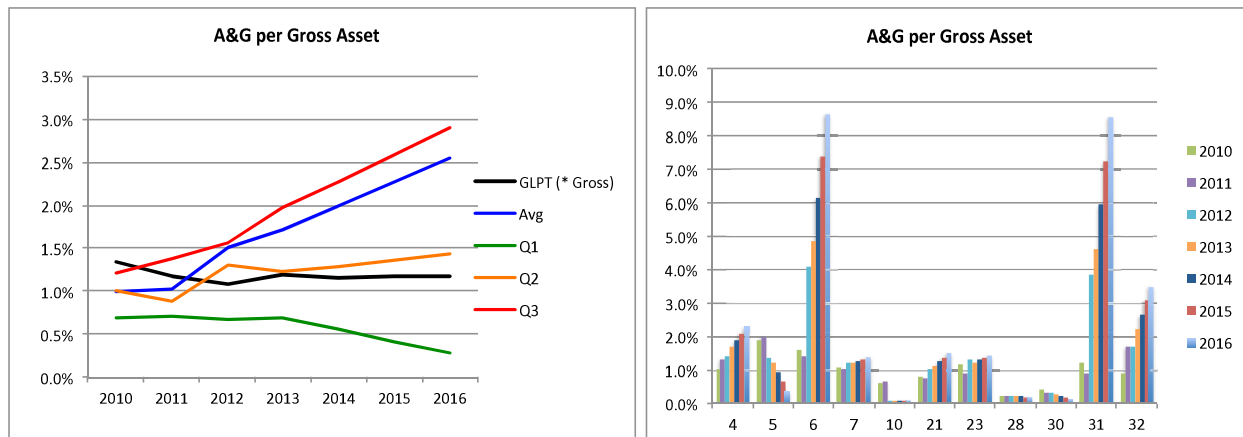 A&G per Gross Asset
3.5%
3.0%
2.5%
2.0%
1.5%
1.0%
0.5%
0.0%
2010 2011 2012 2013 2014 2015 2016
GLPT (* Gross)
Avg
Q1
Q2
Q3
A&G per Gross Asset
10.0%
9.0%
8.0%
7.0%
6.0%
5.0%
4.0%
3.0%
2.0%
1.0%
0.0%
4 5 6 7 10 21 23 28 30 31 32
2010
2011
2012
2013
2014
2015
2016